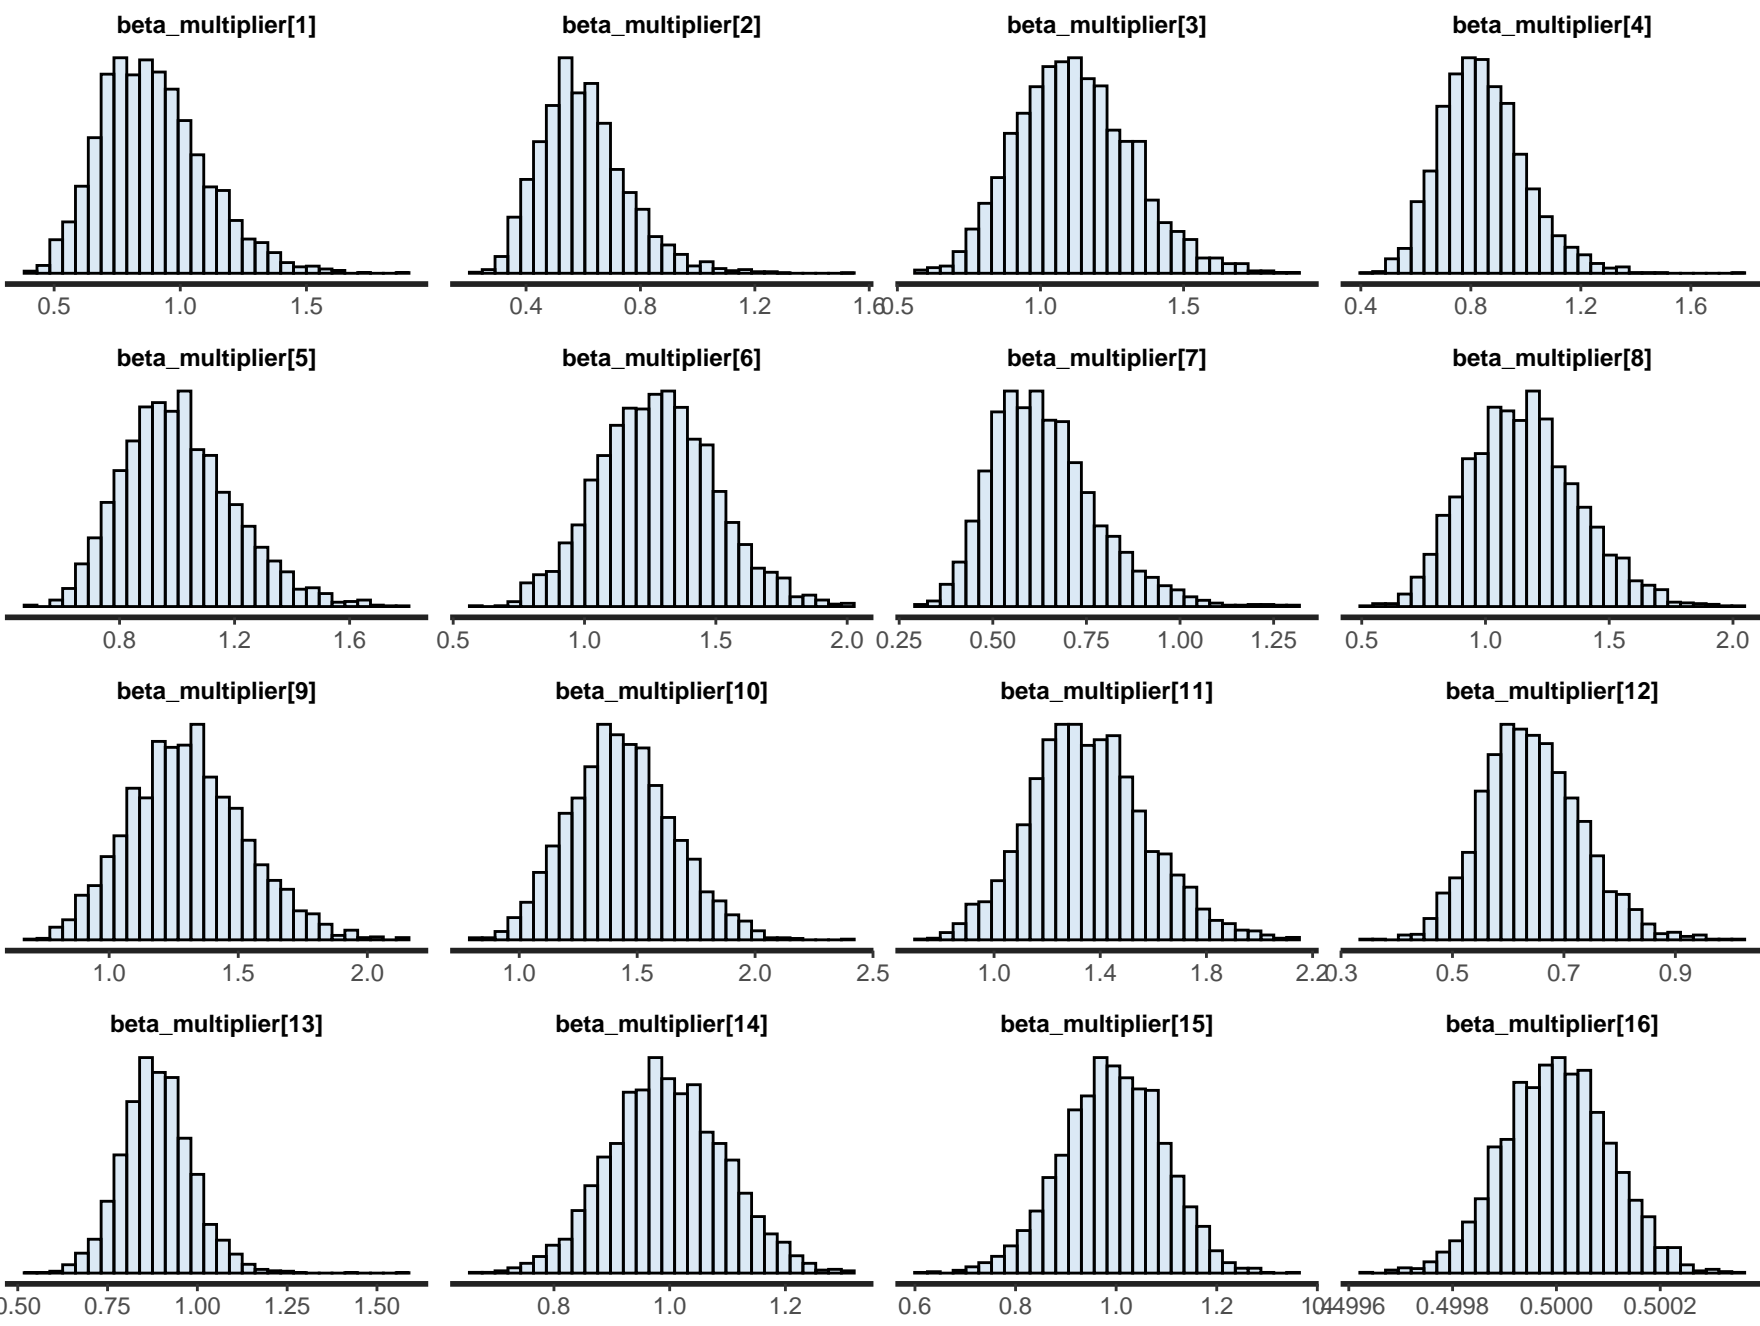 beta_multiplier[1] beta_multiplier[2] beta_multiplier[3] beta_multiplier[4]
0.5 1.0 1.5 0.4 0.8 1.2 1.6 0.5 1.0 1.5 0.4 0.8 1.2 1.6
beta_multiplier[5] beta_multiplier[6] beta_multiplier[7] beta_multiplier[8]
0.8 1.2 1.6 0.5 1.0 1.5 2.0 0.25 0.50 0.75 1.00 1.25 0.5 1.0 1.5 2.0
beta_multiplier[9] beta_multiplier[10] beta_multiplier[11] beta_multiplier[12]
1.0 1.5 2.0 1.0 1.5 2.0 2.5 1.0 1.4 1.8 2.2 0.3 0.5 0.7 0.9
beta_multiplier[13] beta_multiplier[14] beta_multiplier[15] beta_multiplier[16]
0.50 0.75 1.00 1.25 1.50 0.8 1.0 1.2 0.6 0.8 1.0 1.2 0.4998 0.5000 0.5002